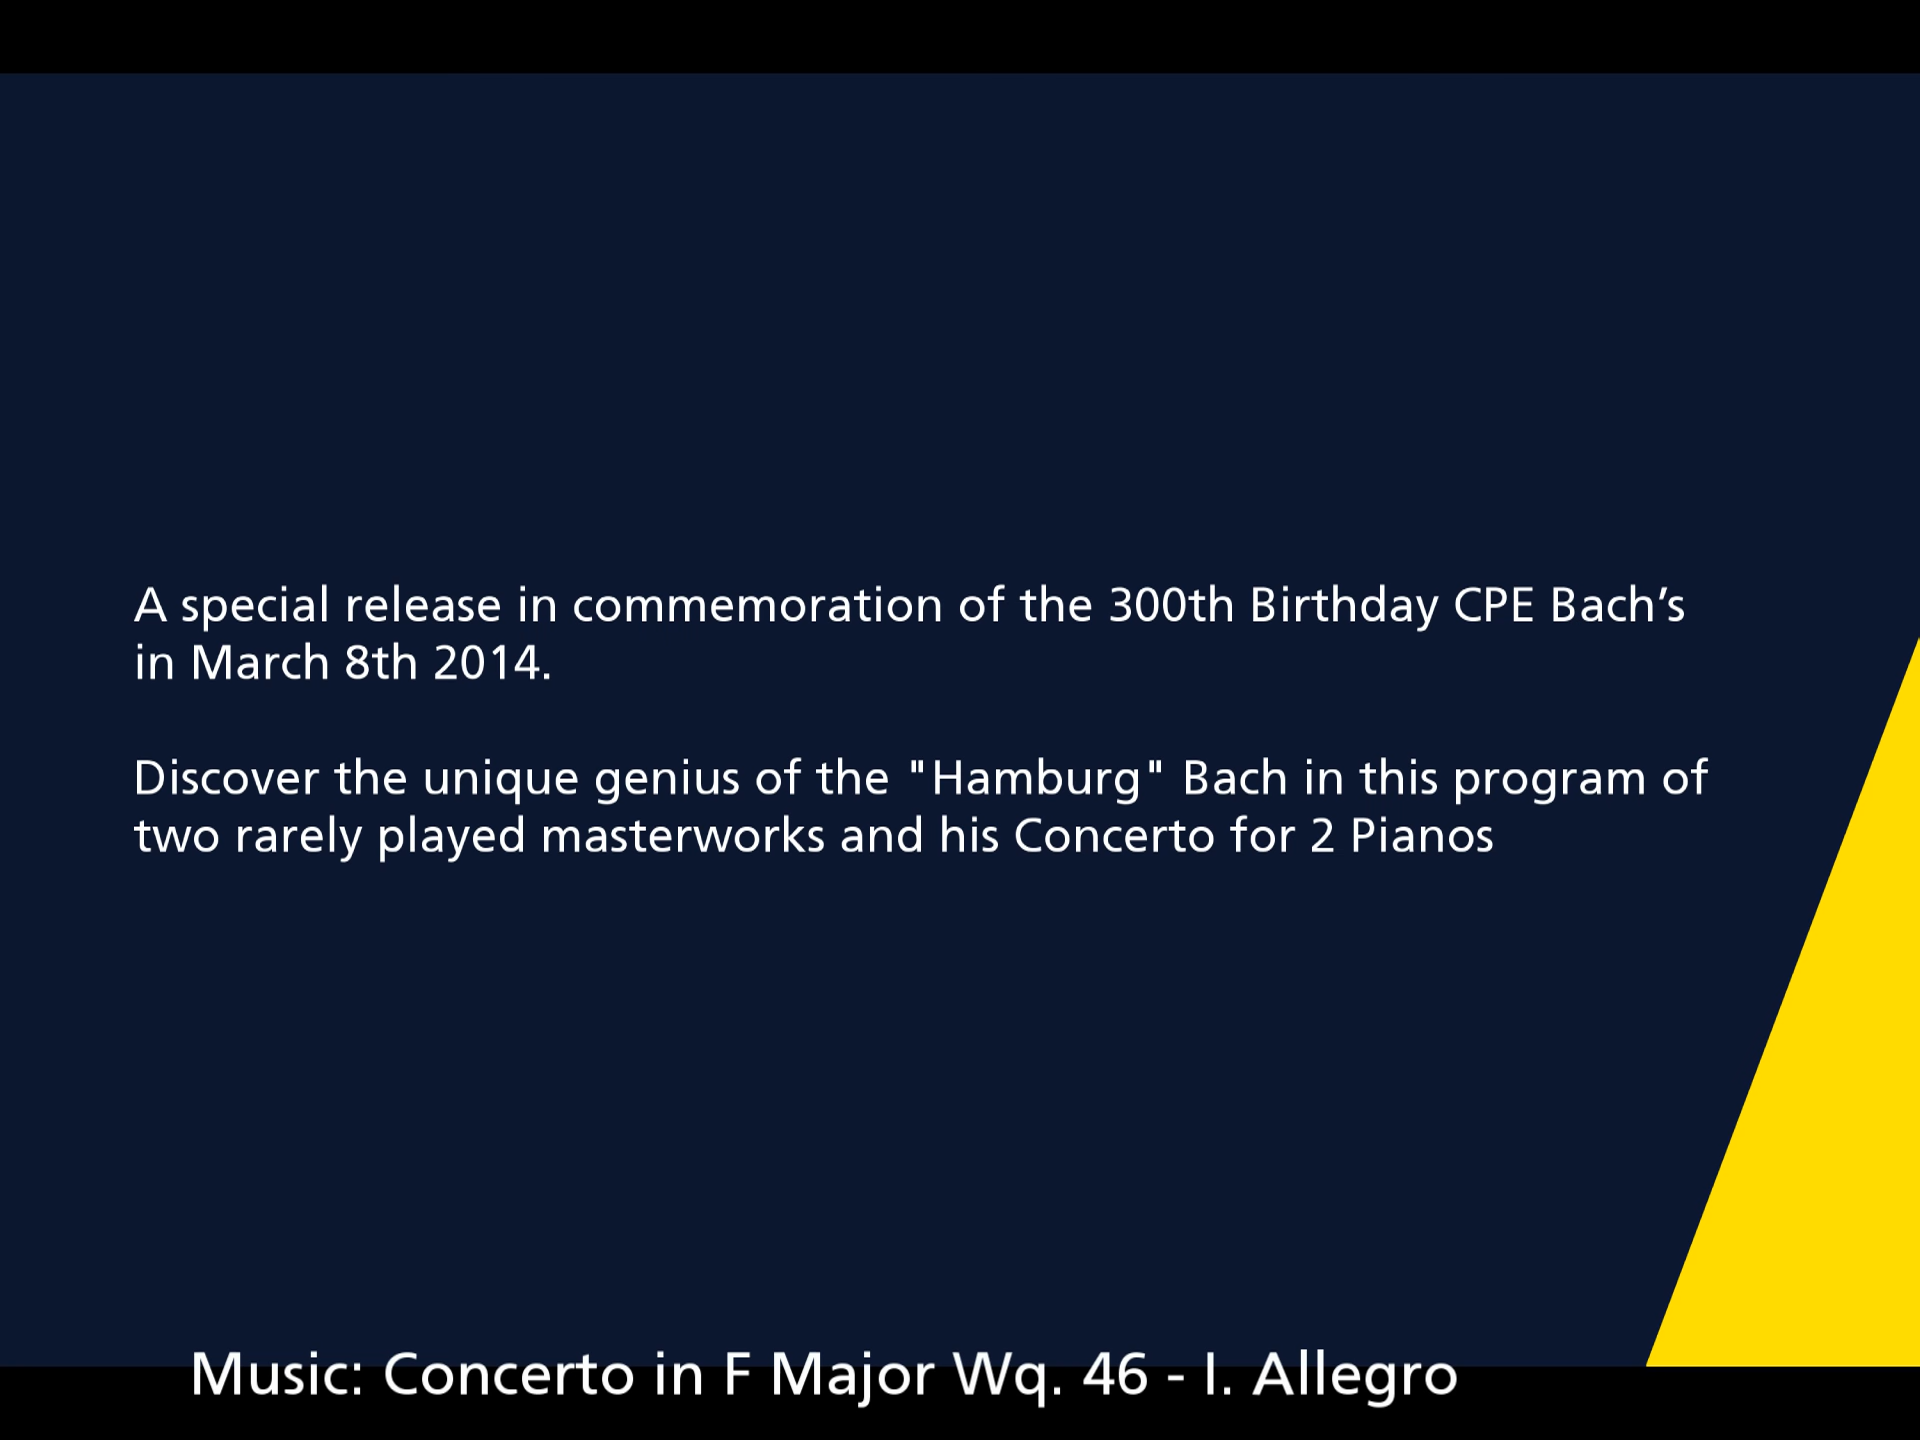 A special release in commemoration of the 300th Birthday CPE Bach’s
in March 8th 2014.
Discover the unique genius of the "Hamburg" Bach in this program of
two rarely played masterworks and his Concerto for 2 Pianos
Music: Concerto in F Major Wq. 46 - I. Allegro